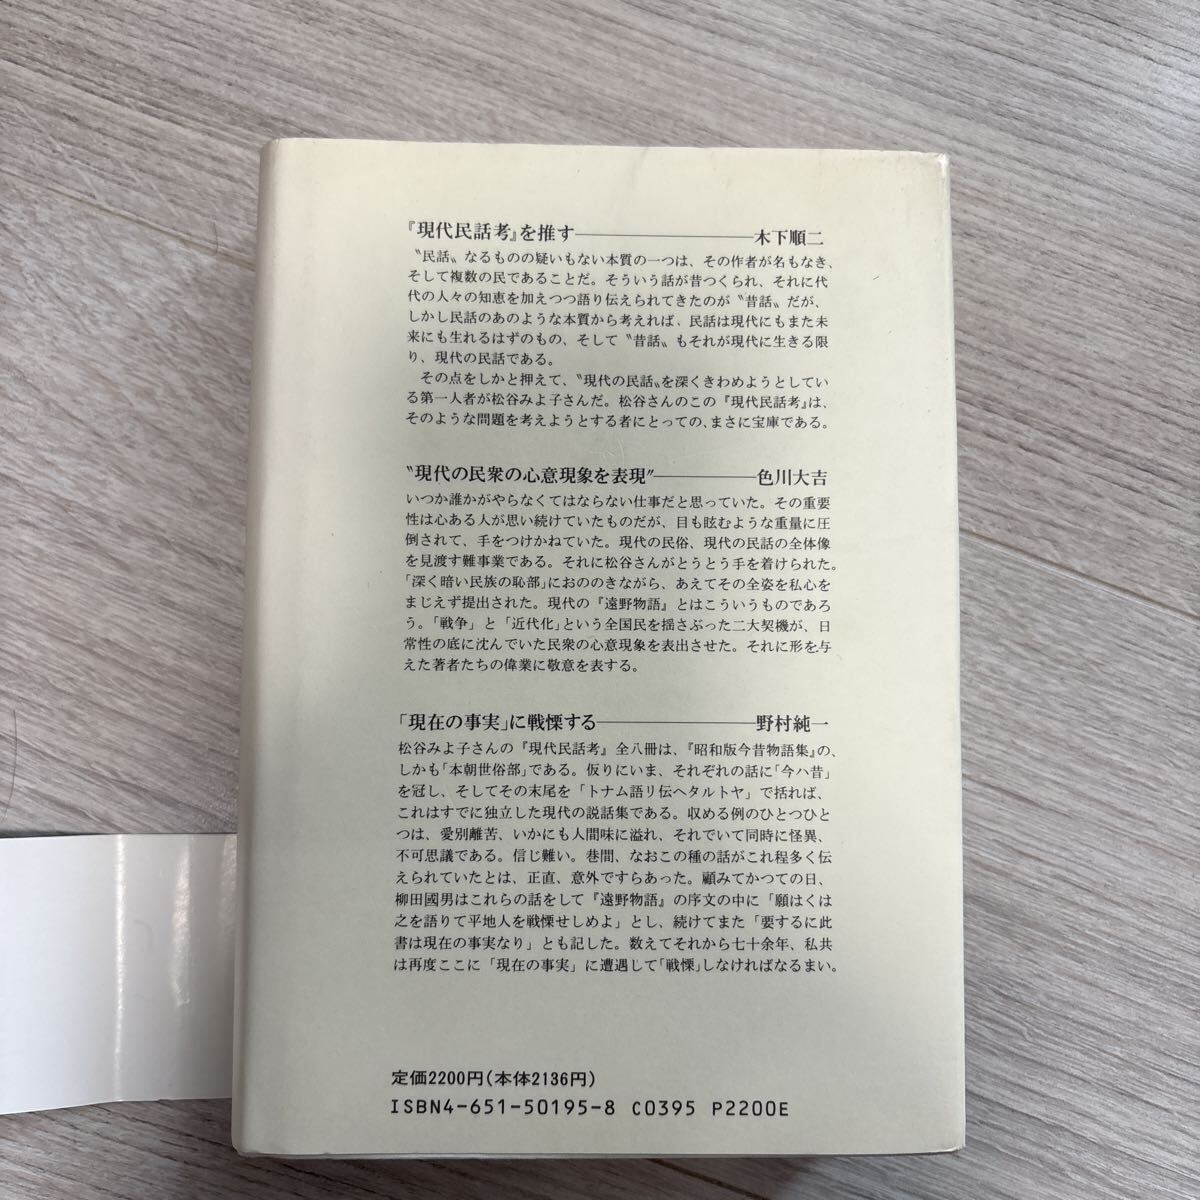 『現代民話考』を推す――――――木下順二
〝民話〟なるものの疑いもない本質の一つは、その作者が名もなき、
そして複数の民であることだ。そういう話が昔つくられ、それに代
代の人々の知恵を加えつつ語り伝えられてきたのが〝昔話〟だが、
しかし民話のあのような本質から考えれば、民話は現代にもまた未
来にも生れるはずのもの、そして〝昔話〟もそれが現代に生きる限
り、現代の民話である。
その点をしかと押えて、〝現代の民話〟を深くきわめようとしてい
る第一人者が松谷みよ子さんだ。松谷さんのこの『現代民話考』は、
そのような問題を考えようとする者にとっての、まさに宝庫である。
〝現代の民衆の心意現象を表現〟――――色川大吉
いつか誰かがやらなくてはならない仕事だと思っていた。その重要
性は心ある人が思い続けていたものだが、目も眩むような重量に圧
倒されて、手をつけかねていた。現代の民俗、現代の民話の全体像
を見渡す難事業である。それに松谷さんがとうとう手を着けられた。
「深く暗い民族の恥部」におののきながら、あえてその全姿を私心を
まじえず提出された。現代の『遠野物語』とはこういうものであろ
う。「戦争」と「近代化」という全国民を揺さぶった二大契機が、日
常性の底に沈んでいた民衆の心意現象を表出させた。それに形を与
えた著者たちの偉業に敬意を表する。
「現在の事実」に戦慄する――――――野村純一
松谷みよ子さんの『現代民話考』全八冊は、『昭和版今昔物語集』の、
しかも「本朝世俗部」である。仮りにいま、それぞれの話に「今ハ昔」
を冠し、そしてその末尾を「トナム語リ伝ヘタルトヤ」で括れば、
これはすでに独立した現代の説話集である。収める例のひとつひと
つは、愛別離苦、いかにも人間味に溢れ、それでいて同時に怪異、
不可思議である。信じ難い。巷間、なおこの種の話がこれ程多く伝
えられていたとは、正直、意外ですらあった。顧みてかつての日、
柳田國男はこれらの話をして『遠野物語』の序文の中に「願はくは
之を語りて平地人を戦慄せしめよ」とし、続けてまた「要するに此
書は現在の事実なり」とも記した。数えてそれから七十余年、私共
は再度ここに「現在の事実」に遭遇して「戦慄」しなければなるまい。
定価2200円(本体2136円)
ISBN4-651-50195-8 C0395 P2200E